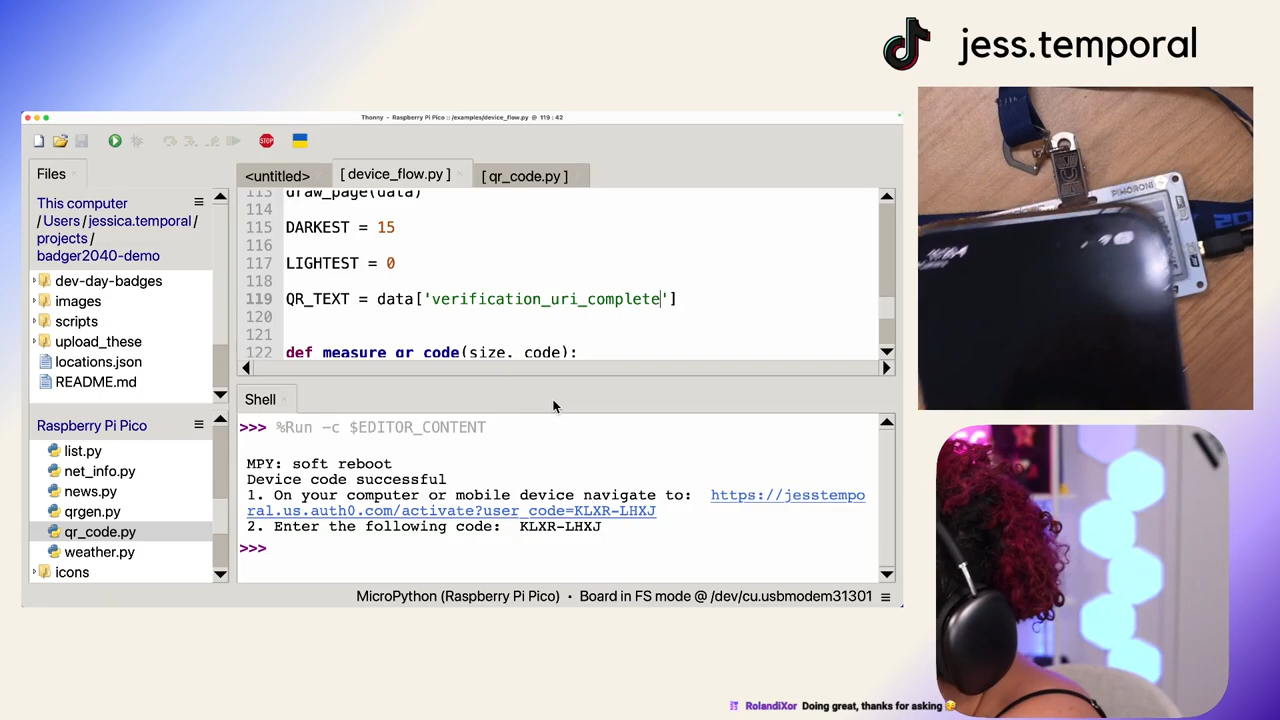 jess.temporal
Thonny - Raspberry Pi Pico :: /examples/device_flow.py @ 119 : 42
Files
This computer
/ Users / jessica.temporal /
projects /
badger2040-demo
dev-day-badges
images
scripts
upload_these
locations.json
README.md
Raspberry Pi Pico
list.py
net_info.py
news.py
qrgen.py
qr_code.py
weather.py
icons
<untitled>
[ device_flow.py ]
[ qr_code.py ]
113 draw_page(data)
114
115 DARKEST = 15
116
117 LIGHTEST = 0
118
119 QR_TEXT = data['verification_uri_complete']
120
121
122 def measure_qr_code(size, code):
Shell
>>> %Run -c $EDITOR_CONTENT
MPY: soft reboot
Device code successful
1. On your computer or mobile device navigate to: https://jesstempo
ral.us.auth0.com/activate?user_code=KLXR-LHXJ
2. Enter the following code: KLXR-LHXJ
>>>
MicroPython (Raspberry Pi Pico) • Board in FS mode @ /dev/cu.usbmodem31301
PIMORONI
RolandiXor Doing great, thanks for asking